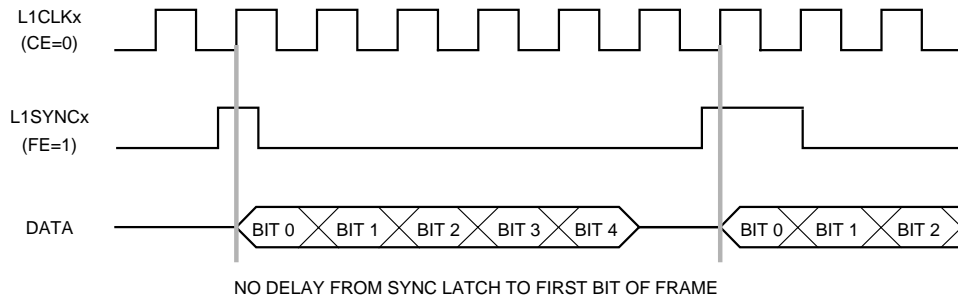 L1CLKx
(CE=0)
L1SYNCx
(FE=1)
DATA
BIT 0
BIT 1
BIT 2
BIT 3
BIT 4
BIT 0
BIT 1
BIT 2
NO DELAY FROM SYNC LATCH TO FIRST BIT OF FRAME